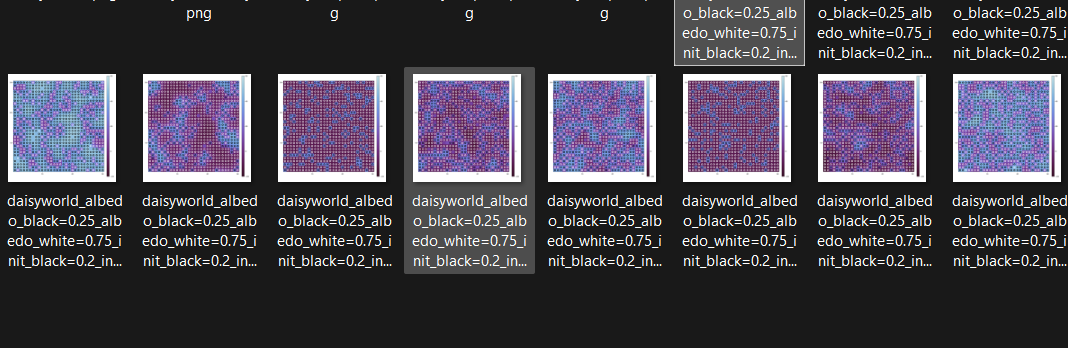 png
g
g
g
o_black=0.25_alb
edo_white=0.75_i
nit_black=0.2_in...
o_black=0.25_alb
edo_white=0.75_i
nit_black=0.2_in...
o_black=0.25_alb
edo_white=0.75_i
nit_black=0.2_in...
daisyworld_albed
o_black=0.25_alb
edo_white=0.75_i
nit_black=0.2_in...
daisyworld_albed
o_black=0.25_alb
edo_white=0.75_i
nit_black=0.2_in...
daisyworld_albed
o_black=0.25_alb
edo_white=0.75_i
nit_black=0.2_in...
daisyworld_albed
o_black=0.25_alb
edo_white=0.75_i
nit_black=0.2_in...
daisyworld_albed
o_black=0.25_alb
edo_white=0.75_i
nit_black=0.2_in...
daisyworld_albed
o_black=0.25_alb
edo_white=0.75_i
nit_black=0.2_in...
daisyworld_albed
o_black=0.25_alb
edo_white=0.75_i
nit_black=0.2_in...
daisyworld_albed
o_black=0.25_alb
edo_white=0.75_i
nit_black=0.2_in...